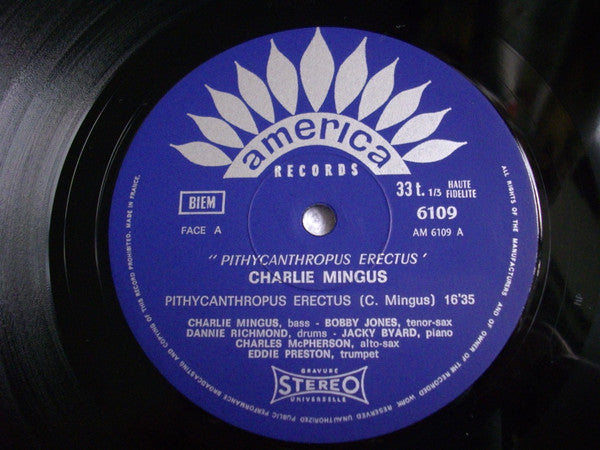 america
RECORDS
33 t. 1/3 HAUTE FIDELITE
BIEM
6109
FACE A
AM 6109 A
"PITHYCANTHROPUS ERECTUS'
CHARLIE MINGUS
PITHYCANTHROPUS ERECTUS (C. Mingus) 16'35
CHARLIE MINGUS, bass - BOBBY JONES, tenor-sax
DANNIE RICHMOND, drums - JACKY BYARD, piano
CHARLES McPHERSON, alto-sax
EDDIE PRESTON, trumpet
GRAVURE
STEREO
UNIVERSELLE
ALL RIGHTS OF THE MANUFACTURERS AND OF OWNER OF THE RECORDED WORK RESERVED UNAUTHORIZED PUBLIC PERFORMANCE BROADCASTING AND COPYING OF THIS RECORD PROHIBITED. MADE IN FRANCE.